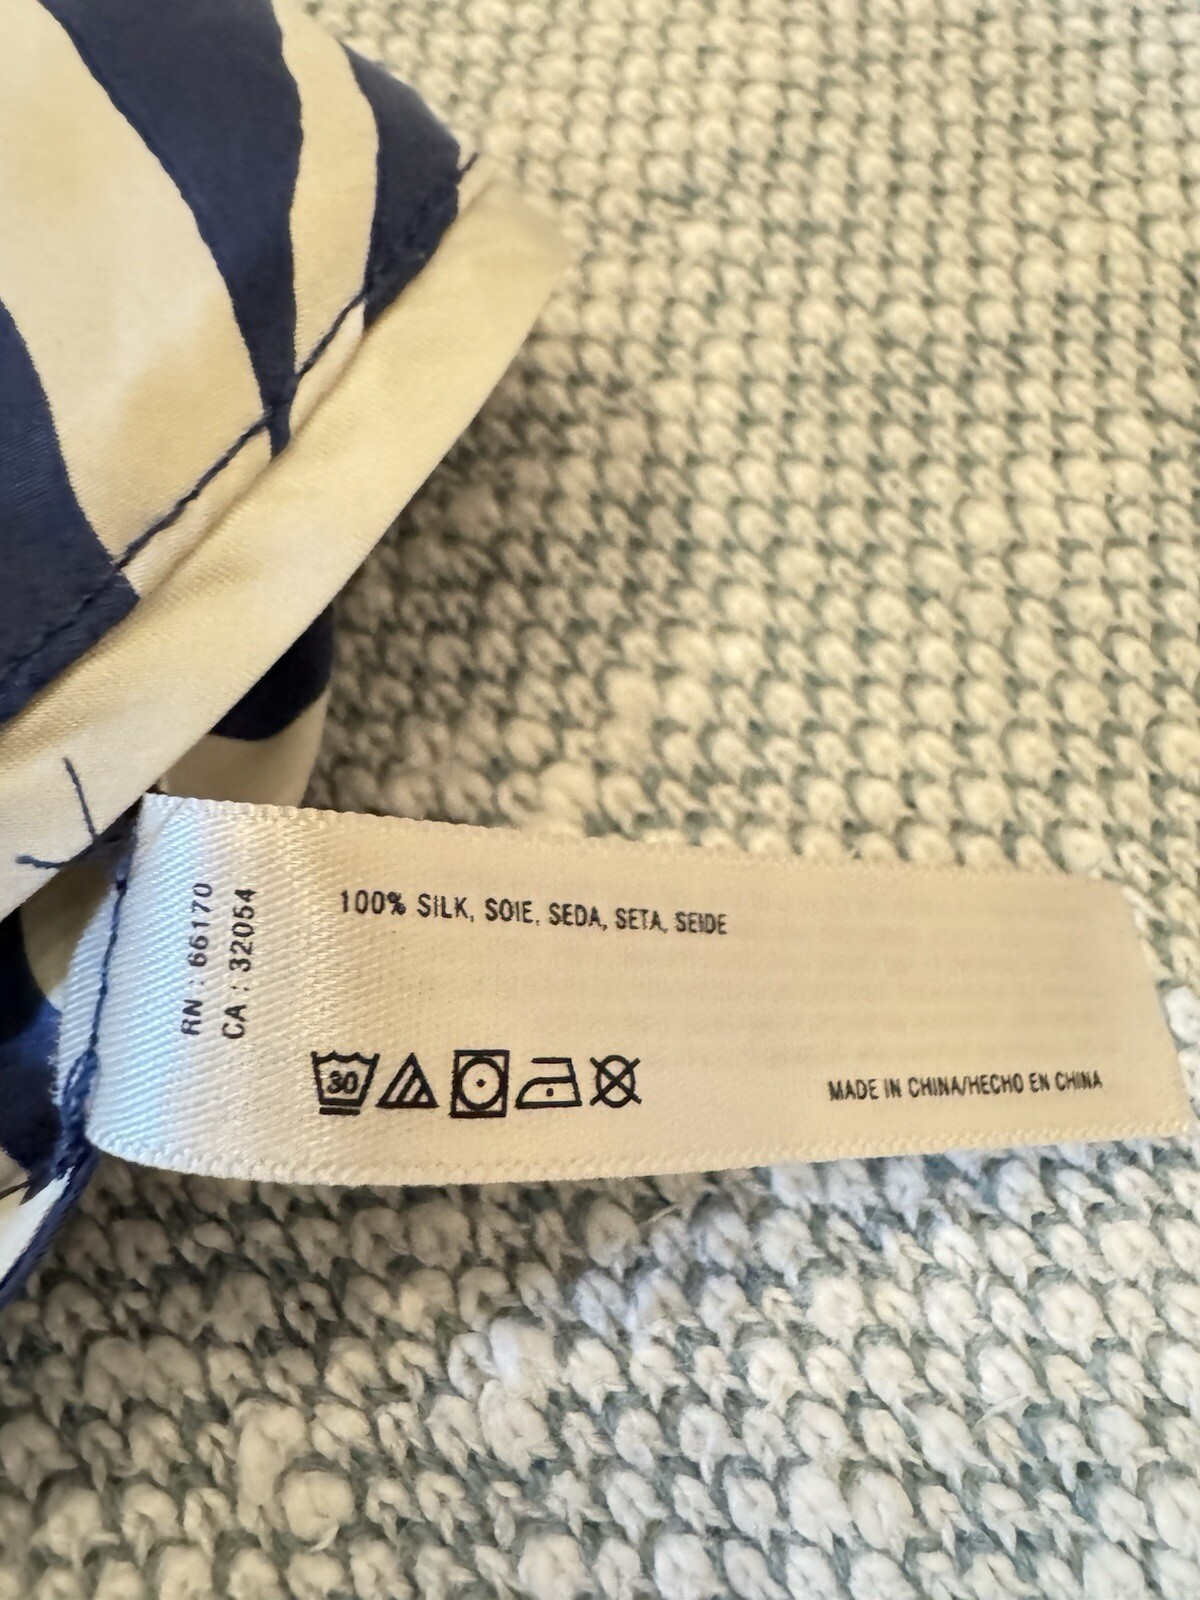 RN : 66170
CA : 32054
100% SILK, SOIE, SEDA, SETA, SEIDE
30
MADE IN CHINA/HECHO EN CHINA